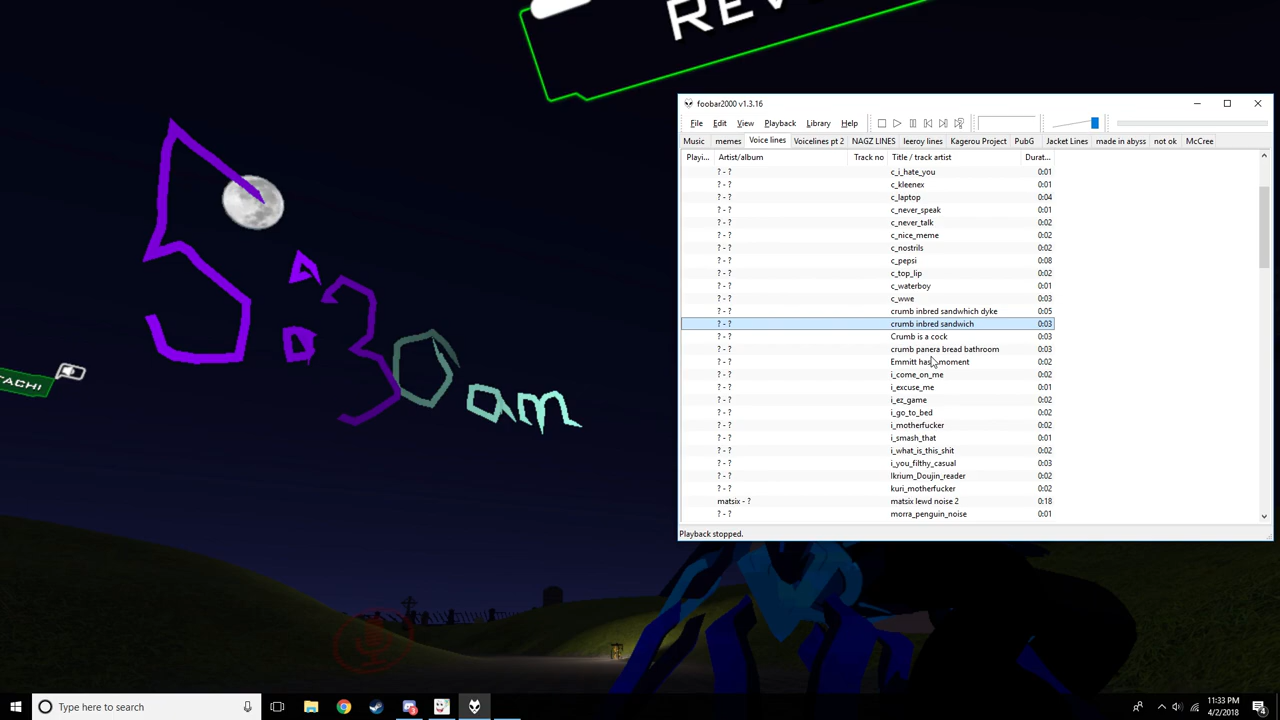 REV
5:30 am
TACHI
foobar2000 v1.3.16
File Edit View Playback Library Help
Music memes Voice lines Voicelines pt 2 NAGZ LINES leeroy lines Kagerou Project PubG Jacket Lines made in abyss not ok McCree
Playi... Artist/album Track no Title / track artist Durat...
? - ? c_i_hate_you 0:01
? - ? c_kleenex 0:01
? - ? c_laptop 0:04
? - ? c_never_speak 0:01
? - ? c_never_talk 0:02
? - ? c_nice_meme 0:02
? - ? c_nostrils 0:02
? - ? c_pepsi 0:08
? - ? c_top_lip 0:02
? - ? c_waterboy 0:01
? - ? c_wwe 0:03
? - ? crumb inbred sandwhich dyke 0:05
? - ? crumb inbred sandwich 0:03
? - ? Crumb is a cock 0:03
? - ? crumb panera bread bathroom 0:03
? - ? Emmitt has moment 0:02
? - ? i_come_on_me 0:02
? - ? i_excuse_me 0:01
? - ? i_ez_game 0:02
? - ? i_go_to_bed 0:02
? - ? i_motherfucker 0:02
? - ? i_smash_that 0:01
? - ? i_what_is_this_shit 0:02
? - ? i_you_filthy_casual 0:03
? - ? Ikrium_Doujin_reader 0:02
? - ? kuri_motherfucker 0:02
matsix - ? matsix lewd noise 2 0:18
? - ? morra_penguin_noise 0:01
Playback stopped.
Type here to search
11:33 PM
4/2/2018